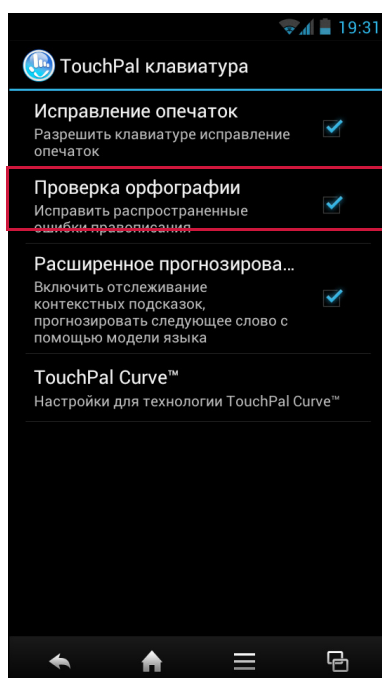 19:31
TouchPal клавиатура
Исправление опечаток
Разрешить клавиатуре исправление
опечаток
Проверка орфографии
Исправить распространенные
ошибки правописания
Расширенное прогнозирова...
Включить отслеживание
контекстных подсказок,
прогнозировать следующее слово с
помощью модели языка
TouchPal Curve™
Настройки для технологии TouchPal Curve™